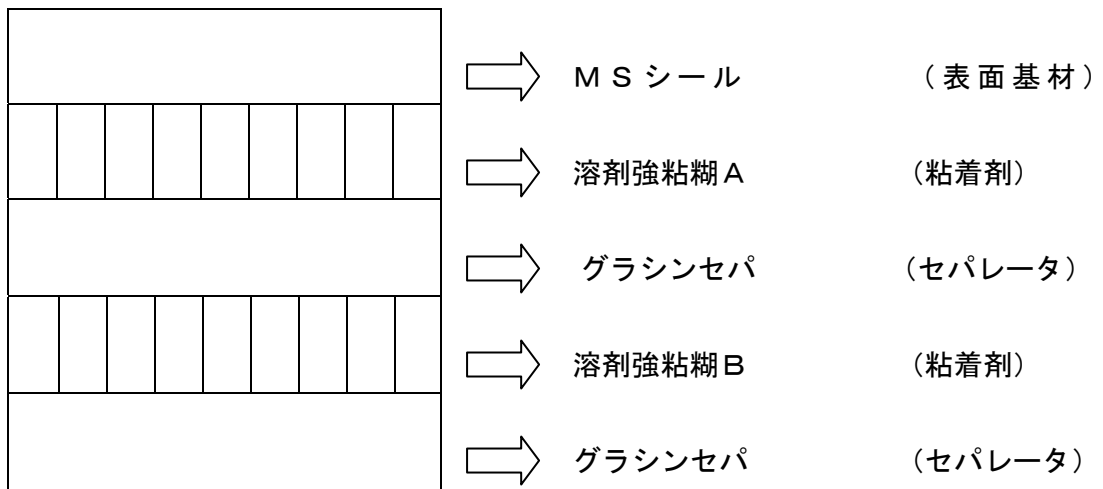 ＭＳシール （表面基材）
溶剤強粘糊Ａ （粘着剤）
グラシンセパ （セパレータ）
溶剤強粘糊Ｂ （粘着剤）
グラシンセパ （セパレータ）